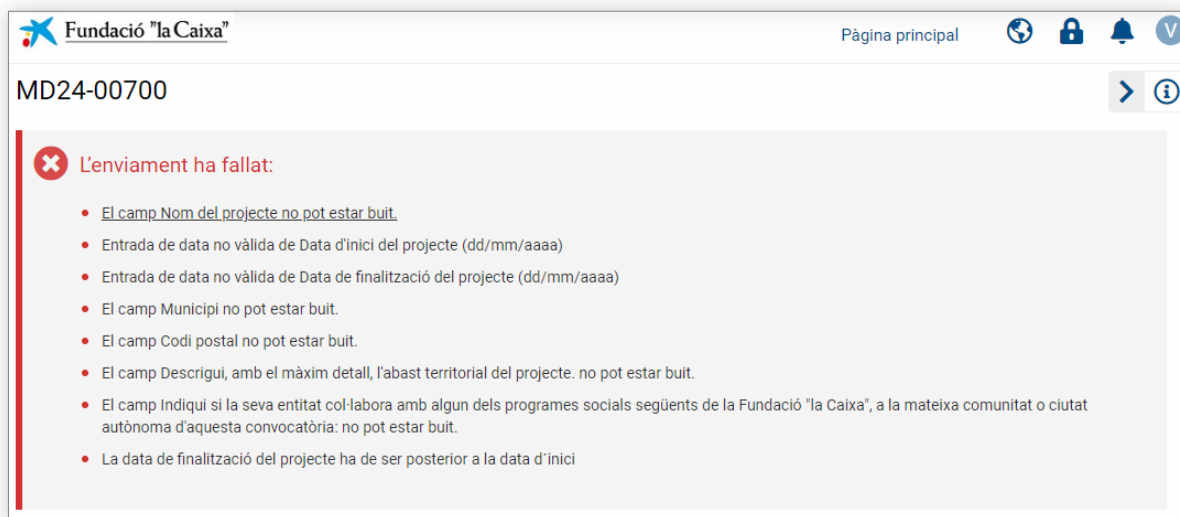 Fundació "la Caixa"
Pàgina principal
V
MD24-00700
L'enviament ha fallat:
El camp Nom del projecte no pot estar buit.
Entrada de data no vàlida de Data d'inici del projecte (dd/mm/aaaa)
Entrada de data no vàlida de Data de finalització del projecte (dd/mm/aaaa)
El camp Municipi no pot estar buit.
El camp Codi postal no pot estar buit.
El camp Descrigui, amb el màxim detall, l'abast territorial del projecte. no pot estar buit.
El camp Indiqui si la seva entitat col·labora amb algun dels programes socials següents de la Fundació "la Caixa", a la mateixa comunitat o ciutat
autònoma d'aquesta convocatòria: no pot estar buit.
La data de finalització del projecte ha de ser posterior a la data d´inici